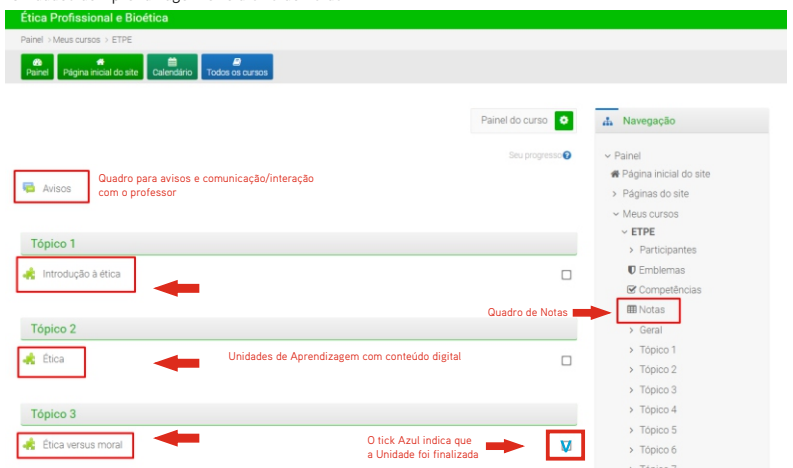 Ética Profissional e Bioética
Painel > Meus cursos > ETPE
Painel
Página inicial do site
Calendário
Todos os cursos
Painel do curso
Seu progresso
Avisos
Quadro para avisos e comunicação/interação
com o professor
Tópico 1
Introdução à ética
Tópico 2
Ética
Unidades de Aprendizagem com conteúdo digital
Tópico 3
Ética versus moral
O tick Azul indica que
a Unidade foi finalizada
Quadro de Notas
Navegação
Painel
Página inicial do site
Páginas do site
Meus cursos
ETPE
Participantes
Emblemas
Competências
Notas
Geral
Tópico 1
Tópico 2
Tópico 3
Tópico 4
Tópico 5
Tópico 6